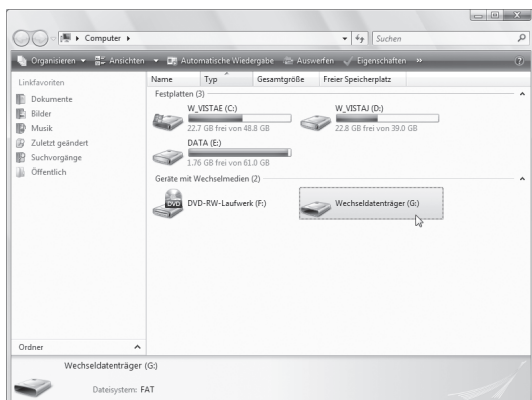 Computer
Suchen
Organisieren Ansichten Automatische Wiedergabe Auswerfen Eigenschaften »
Linkfavoriten
Dokumente
Bilder
Musik
Zuletzt geändert
Suchvorgänge
Öffentlich
Ordner
Name Typ Gesamtgröße Freier Speicherplatz
Festplatten (3)
W_VISTAE (C:)
22.7 GB frei von 48.8 GB
W_VISTAJ (D:)
22.8 GB frei von 39.0 GB
DATA (E:)
1.76 GB frei von 61.0 GB
Geräte mit Wechselmedien (2)
DVD
DVD-RW-Laufwerk (F:)
Wechseldatenträger (G:)
Wechseldatenträger (G:)
Dateisystem: FAT